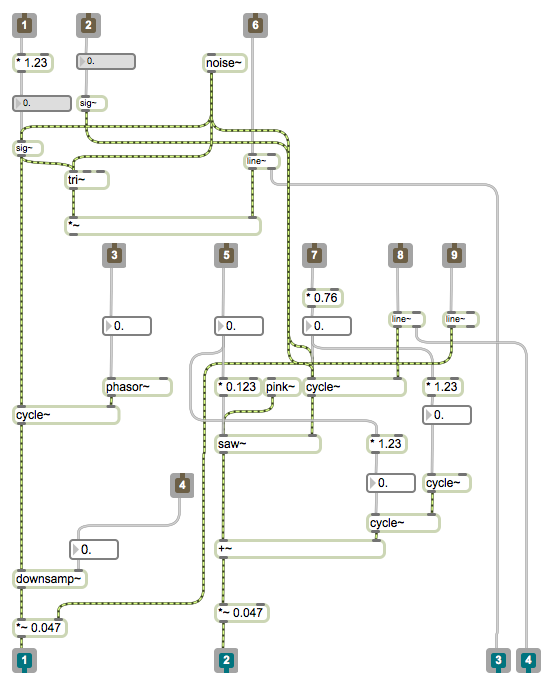 1 2 6
* 1.23 0. noise~
0. sig~
sig~ line~
tri~
*~
3 5 7 8 9
* 0.76
0. 0. 0. line~ line~
phasor~ * 0.123 pink~ cycle~ * 1.23
cycle~ 0.
saw~ * 1.23
4 0. cycle~
cycle~
0. +~
downsamp~
*~ 0.047 *~ 0.047
1 2 3 4